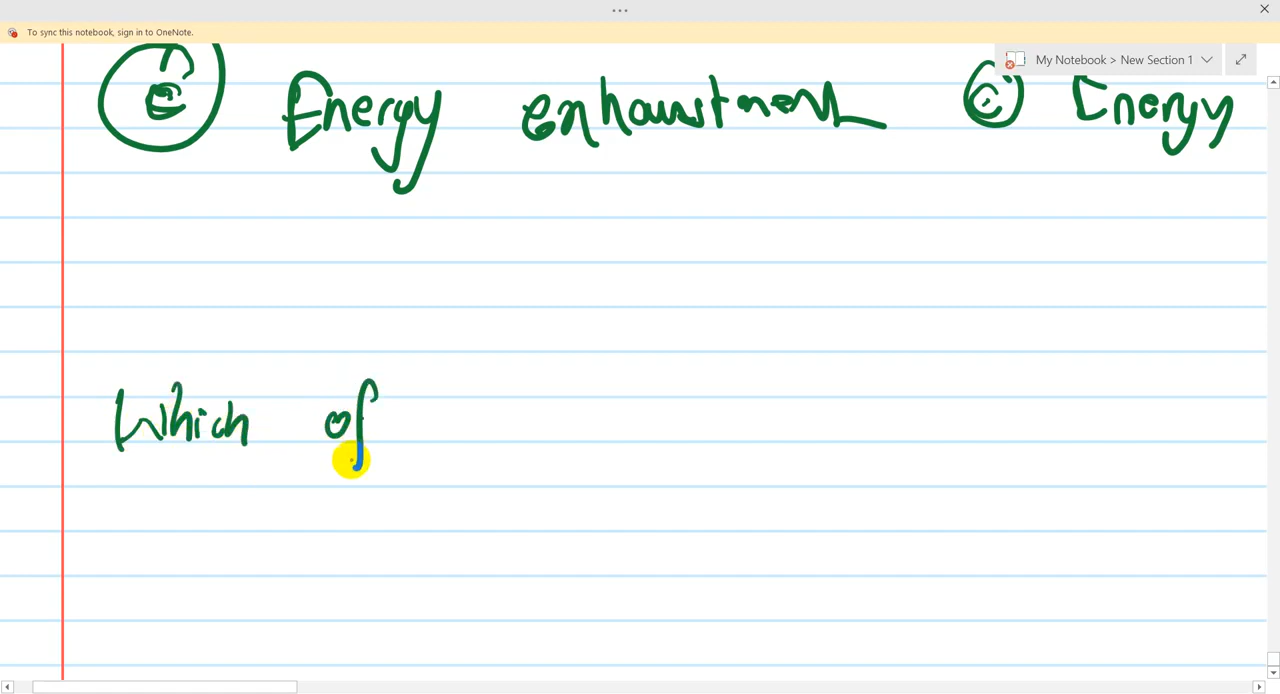 To sync this notebook, sign in to OneNote.
My Notebook > New Section 1
Energy enhaustment Energy
Which of